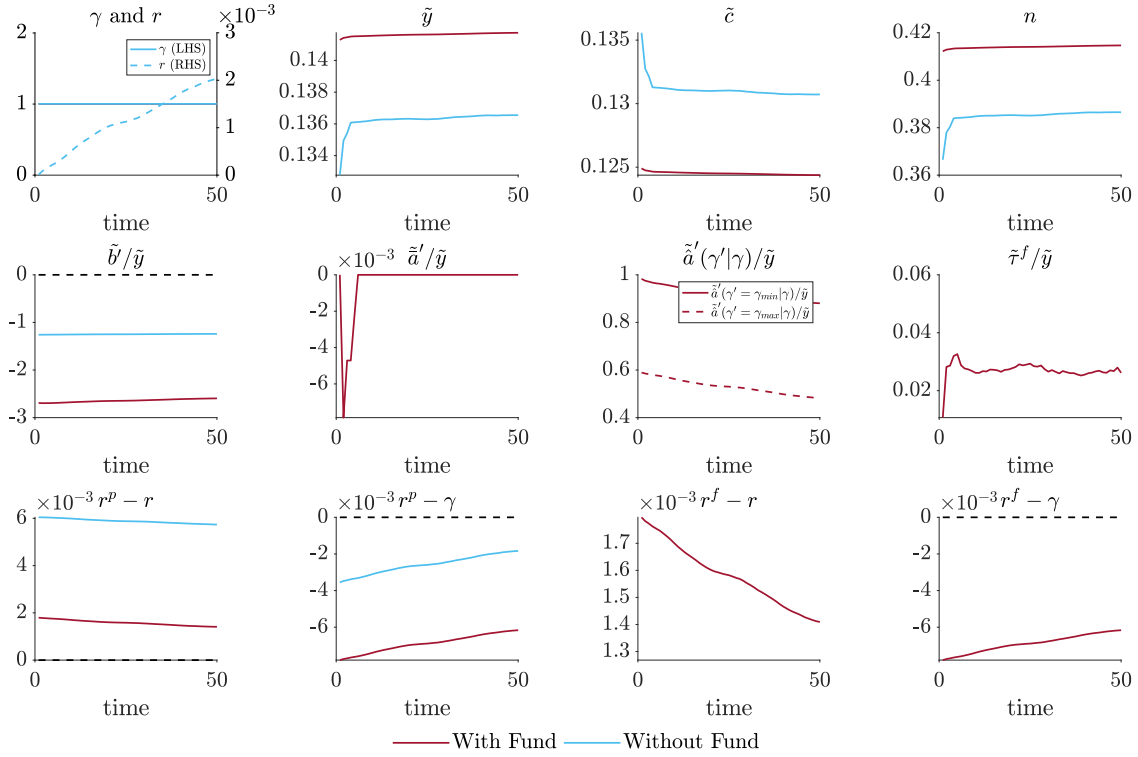 γ and r
2
1
0
×10⁻³
3
2
1
0
γ (LHS)
r (RHS)
0
50
time
ỹ
0.14
0.138
0.136
0.134
0
50
time
c̃
0.135
0.13
0.125
0
50
time
n
0.42
0.4
0.38
0.36
0
50
time
b̃′/ỹ
0
-1
-2
-3
0
50
time
×10⁻³ ā̃′/ỹ
0
-2
-4
-6
0
50
time
ẫ′(γ′|γ)/ỹ
1
0.8
0.6
0.4
ẫ′(γ′ = γ_min|γ)/ỹ
ẫ′(γ′ = γ_max|γ)/ỹ
0
50
time
τ̃ᶠ/ỹ
0.06
0.04
0.02
0
50
time
×10⁻³ rᵖ − r
6
4
2
0
0
50
time
×10⁻³ rᵖ − γ
0
-2
-4
-6
0
50
time
×10⁻³ rᶠ − r
1.7
1.6
1.5
1.4
1.3
0
50
time
×10⁻³ rᶠ − γ
0
-2
-4
-6
0
50
time
With Fund
Without Fund